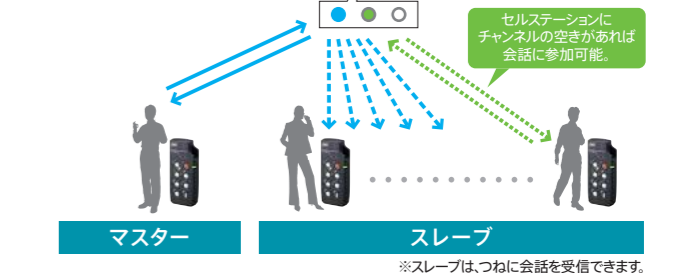 セルステーションに
チャンネルの空きがあれば
会話に参加可能。
マスター
スレーブ
※スレーブは、つねに会話を受信できます。